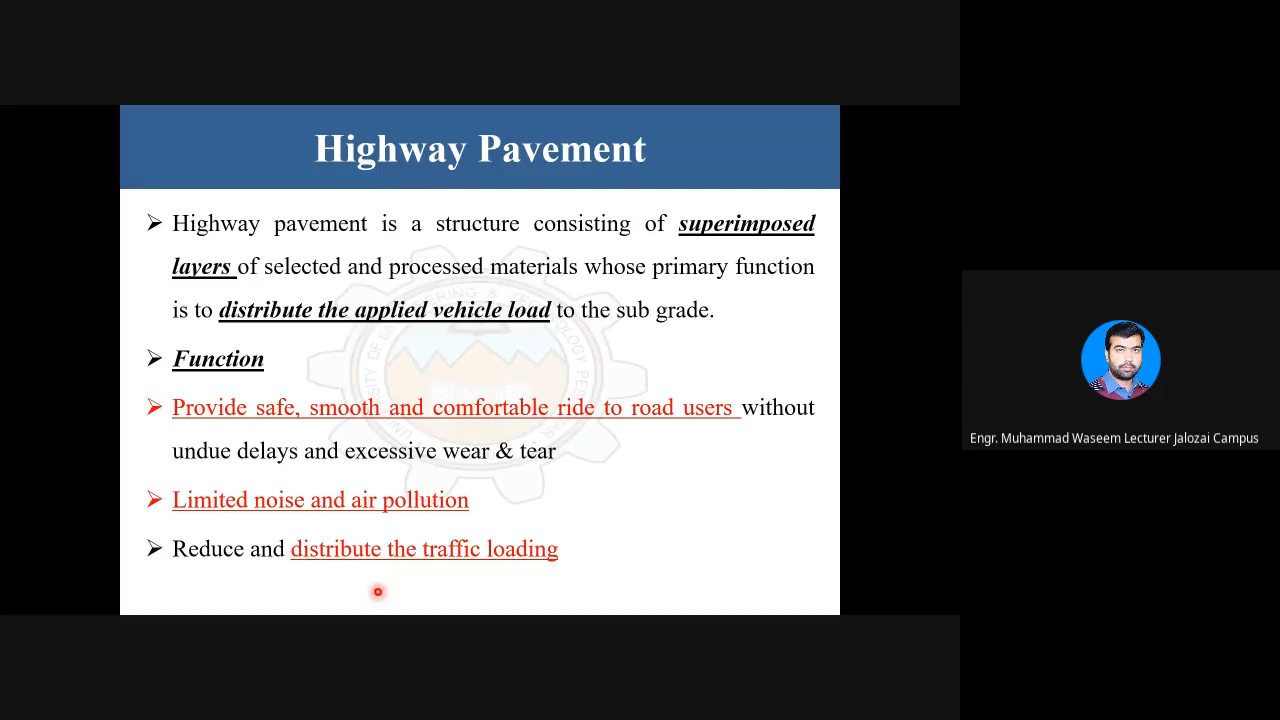 Highway Pavement
➢ Highway pavement is a structure consisting of superimposed
layers of selected and processed materials whose primary function
is to distribute the applied vehicle load to the sub grade.
➢ Function
➢ Provide safe, smooth and comfortable ride to road users without
undue delays and excessive wear & tear
➢ Limited noise and air pollution
➢ Reduce and distribute the traffic loading
Engr. Muhammad Waseem Lecturer Jalozai Campus